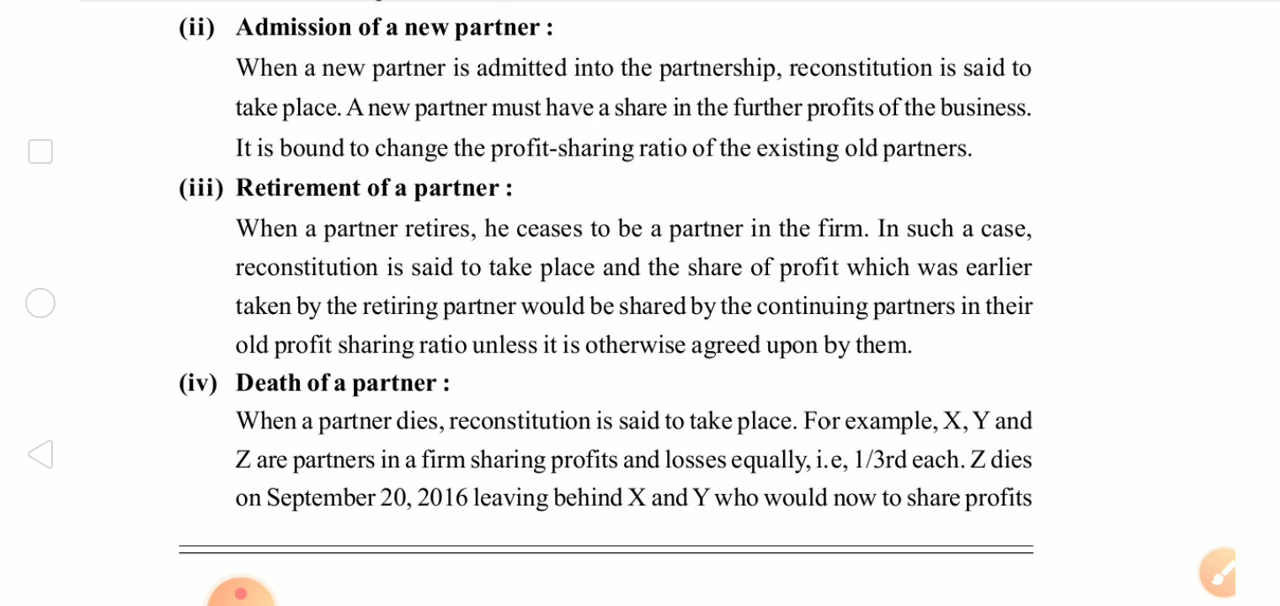 (ii) Admission of a new partner :
When a new partner is admitted into the partnership, reconstitution is said to
take place. A new partner must have a share in the further profits of the business.
It is bound to change the profit-sharing ratio of the existing old partners.
(iii) Retirement of a partner :
When a partner retires, he ceases to be a partner in the firm. In such a case,
reconstitution is said to take place and the share of profit which was earlier
taken by the retiring partner would be shared by the continuing partners in their
old profit sharing ratio unless it is otherwise agreed upon by them.
(iv) Death of a partner :
When a partner dies, reconstitution is said to take place. For example, X, Y and
Z are partners in a firm sharing profits and losses equally, i.e, 1/3rd each. Z dies
on September 20, 2016 leaving behind X and Y who would now to share profits